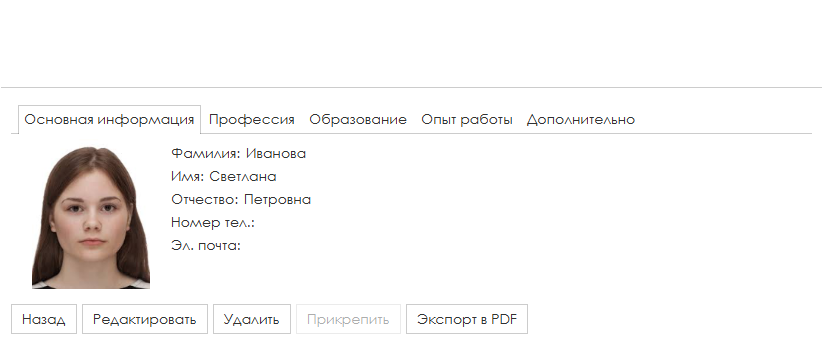 Основная информация Профессия Образование Опыт работы Дополнительно
Фамилия: Иванова
Имя: Светлана
Отчество: Петровна
Номер тел.:
Эл. почта:
Назад Редактировать Удалить Прикрепить Экспорт в PDF